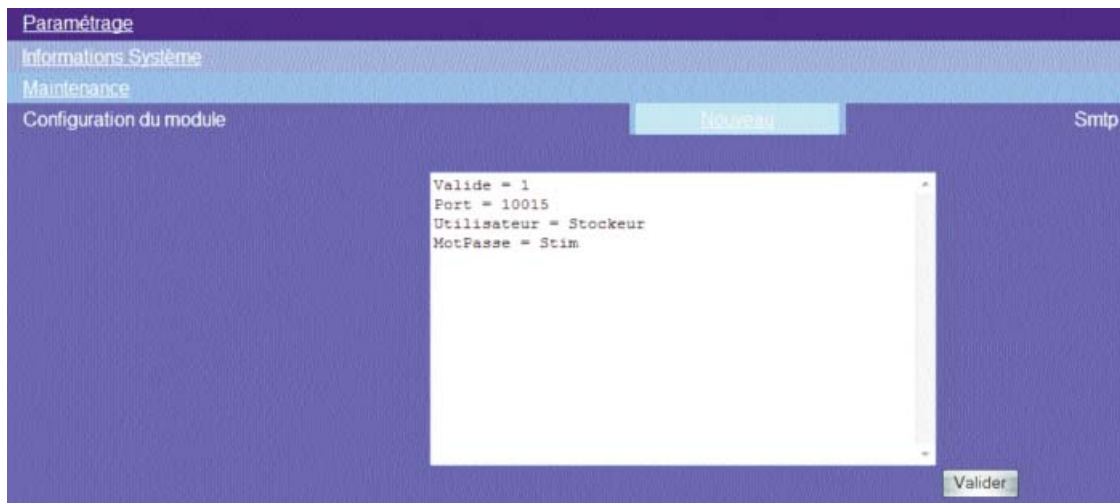 Paramétrage
Informations Système
Maintenance
Configuration du module Nouveau Smtp
Valide = 1
Port = 10015
Utilisateur = Stockeur
MotPasse = Stim
Valider